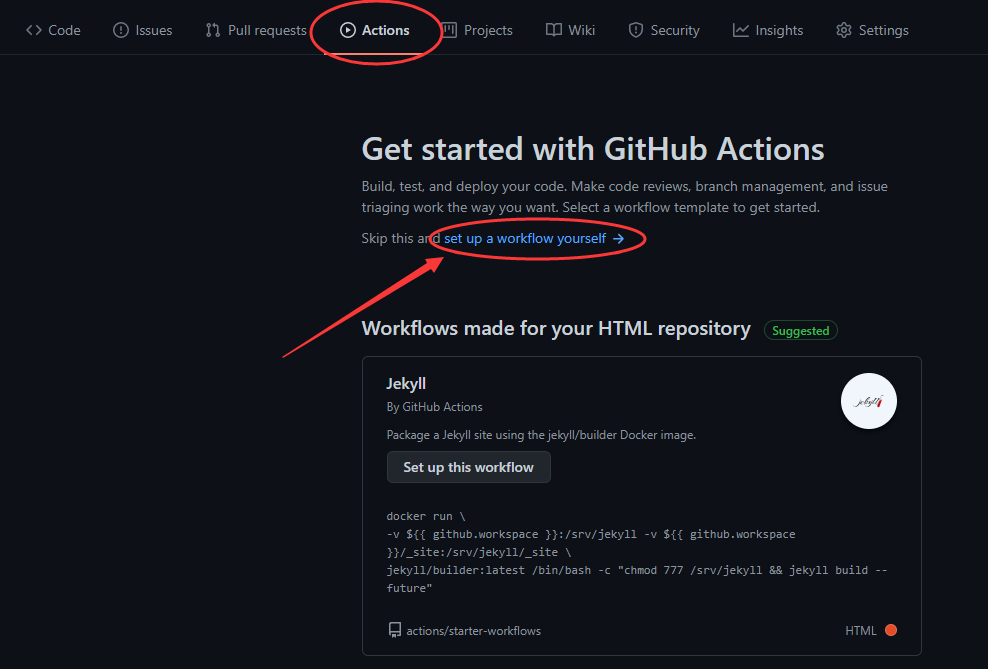 Code Issues Pull requests Actions Projects Wiki Security Insights Settings
Get started with GitHub Actions
Build, test, and deploy your code. Make code reviews, branch management, and issue
triaging work the way you want. Select a workflow template to get started.
Skip this and set up a workflow yourself →
Workflows made for your HTML repository Suggested
Jekyll
By GitHub Actions
jekyll
Package a Jekyll site using the jekyll/builder Docker image.
Set up this workflow
docker run \
-v ${{ github.workspace }}:/srv/jekyll -v ${{ github.workspace
}}/_site:/srv/jekyll/_site \
jekyll/builder:latest /bin/bash -c "chmod 777 /srv/jekyll && jekyll build --
future"
actions/starter-workflows HTML